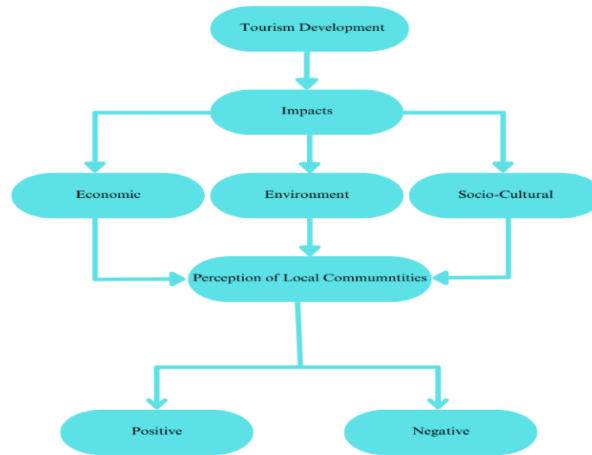 Tourism Development
Impacts
Economic
Environment
Socio-Cultural
Perception of Local Commumntities
Positive
Negative